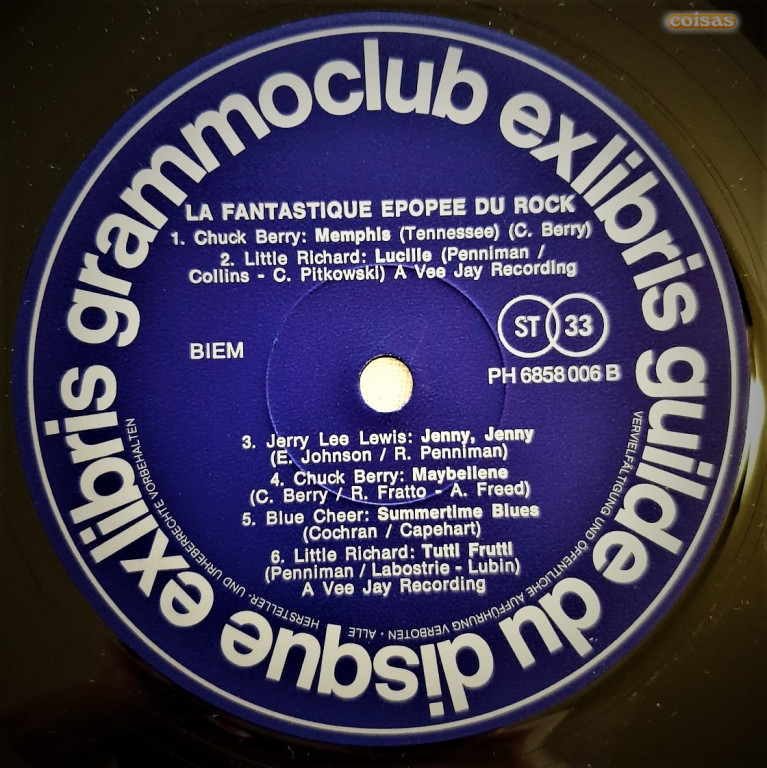 coisas
grammoclub exlibris guilde du disque exlibris
LA FANTASTIQUE EPOPEE DU ROCK
1. Chuck Berry: Memphis (Tennessee) (C. Berry)
2. Little Richard: Lucille (Penniman /
Collins - C. Pitkowski) A Vee Jay Recording
BIEM
ST 33
PH 6858 006 B
3. Jerry Lee Lewis: Jenny, Jenny
(E. Johnson / R. Penniman)
4. Chuck Berry: Maybellene
(C. Berry / R. Fratto - A. Freed)
5. Blue Cheer: Summertime Blues
(Cochran / Capehart)
6. Little Richard: Tutti Frutti
(Penniman / Labostrie - Lubin)
A Vee Jay Recording
VERVIELFÄLTIGUNG UND ÖFFENTLICHE AUFFÜHRUNG VERBOTEN · ALLE HERSTELLER- UND URHEBERRECHTE VORBEHALTEN